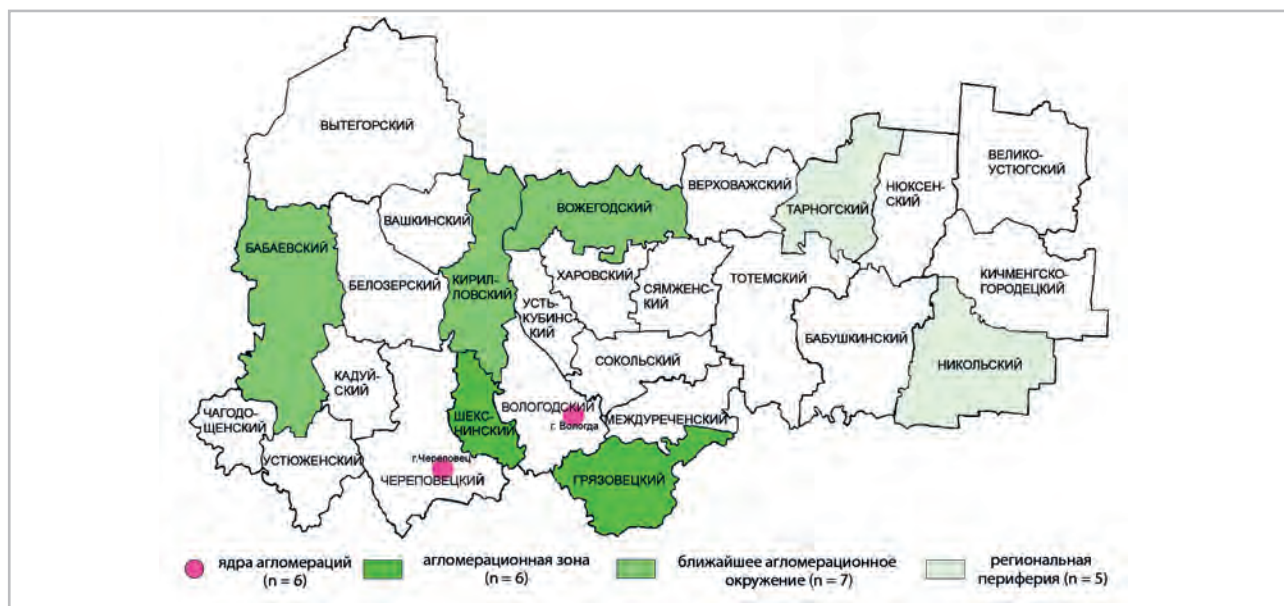 ВЫТЕГОРСКИЙ
ВЕЛИКО-
УСТЮГСКИЙ
ВЕРХОВАЖСКИЙ
НЮКСЕН-
СКИЙ
ТАРНОГСКИЙ
ВОЖЕГОДСКИЙ
ВАШКИНСКИЙ
БАБАЕВСКИЙ
БЕЛОЗЕРСКИЙ
КИРИЛ-
ЛОВСКИЙ
ХАРОВСКИЙ
СЯМЖЕН-
СКИЙ
ТОТЕМСКИЙ
КИЧМЕНГСКО-
ГОРОДЕЦКИЙ
УСТЬ-
КУБИН-
СКИЙ
БАБУШКИНСКИЙ
СОКОЛЬСКИЙ
НИКОЛЬСКИЙ
КАДУЙ-
СКИЙ
ЧАГОДО-
ЩЕНСКИЙ
ШЕКС-
НИНСКИЙ
ВОЛОГОДСКИЙ
г. Вологда
МЕЖДУРЕЧЕНСКИЙ
УСТЮЖЕНСКИЙ
г.Череповец
ЧЕРЕПОВЕЦКИЙ
ГРЯЗОВЕЦКИЙ
ядра агломераций
(n = 6)
агломерационная зона
(n = 6)
ближайшее агломерационное
окружение (n = 7)
региональная
периферия (n = 5)